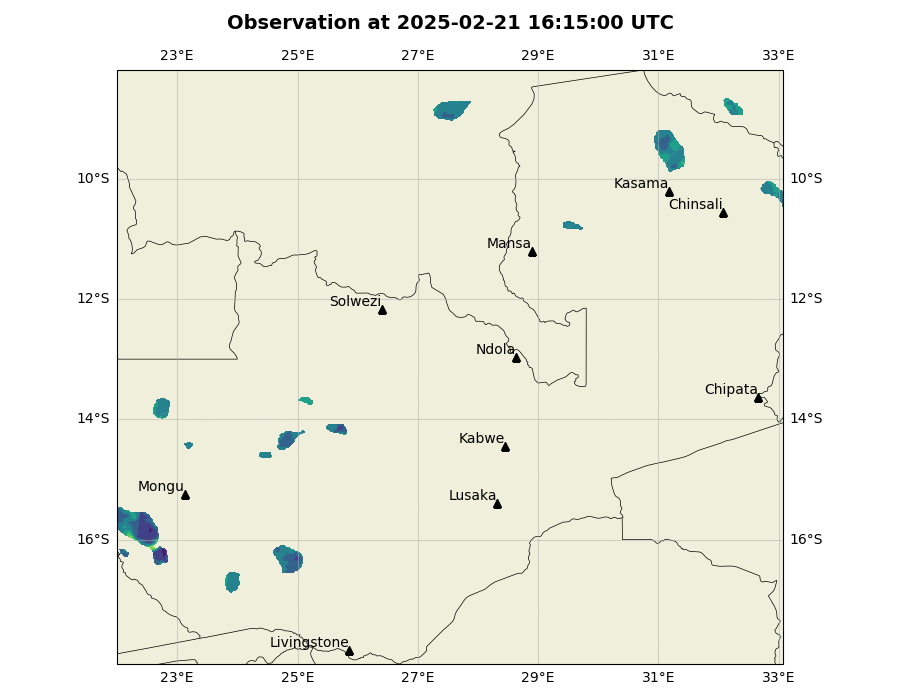 Observation at 2025-02-21 16:15:00 UTC
23°E 25°E 27°E 29°E 31°E 33°E
10°S 10°S
Kasama
Chinsali
Mansa
12°S 12°S
Solwezi
Ndola
Chipata
14°S 14°S
Kabwe
Mongu
Lusaka
16°S 16°S
Livingstone
23°E 25°E 27°E 29°E 31°E 33°E